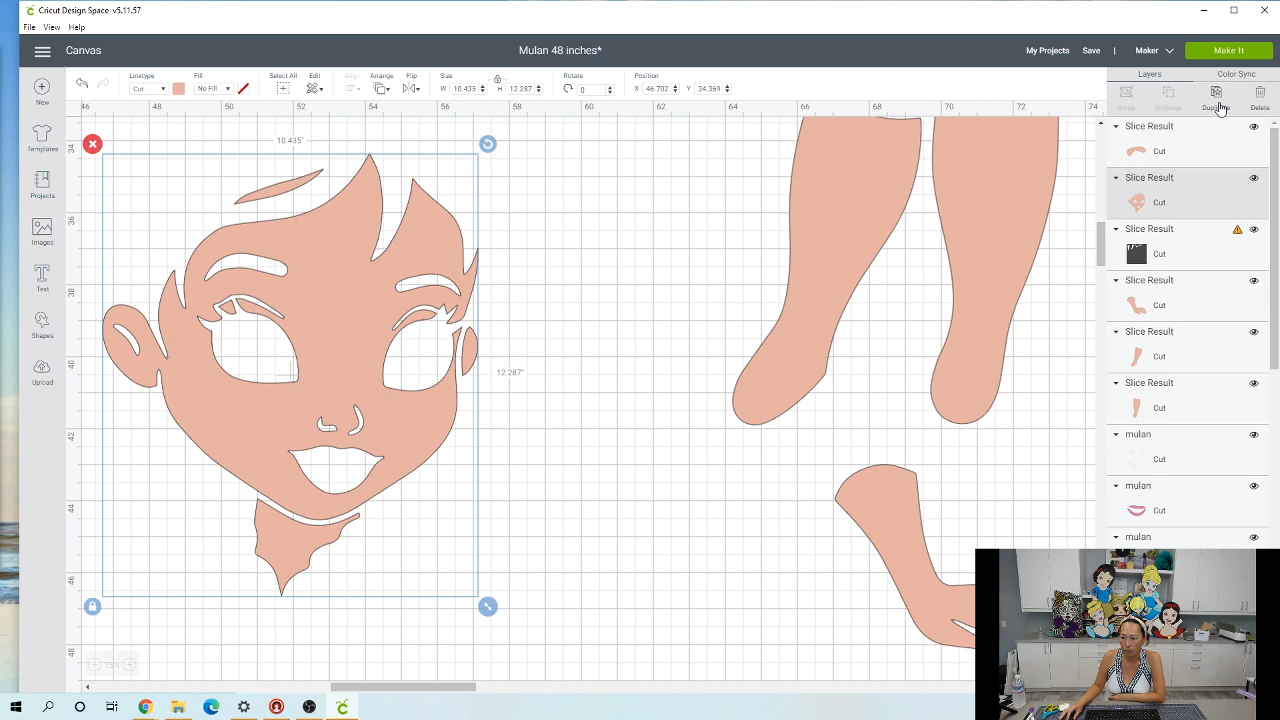 Cricut Design Space v5.11.57
File View Help
Canvas
Mulan 48 inches*
My Projects | Save | Maker
Make It
Linetype
Cut
Fill
No Fill
Select All
Edit
Align
Arrange
Flip
Size
W 10.435
H 12.287
Rotate
0
Position
X 46.702
Y 34.369
Layers
Color Sync
Group
UnGroup
Delete
46 48 50 52 54 56 64 66 68 70 72 74
34
36
38
40
42
44
46
48
New
Templates
Projects
Images
Text
Shapes
Upload
10.435"
12.287"
75%
Slice Result
Cut
Slice Result
Cut
Slice Result
Cut
Slice Result
Cut
Slice Result
Cut
Slice Result
Cut
mulan
Cut
mulan
Cut
mulan